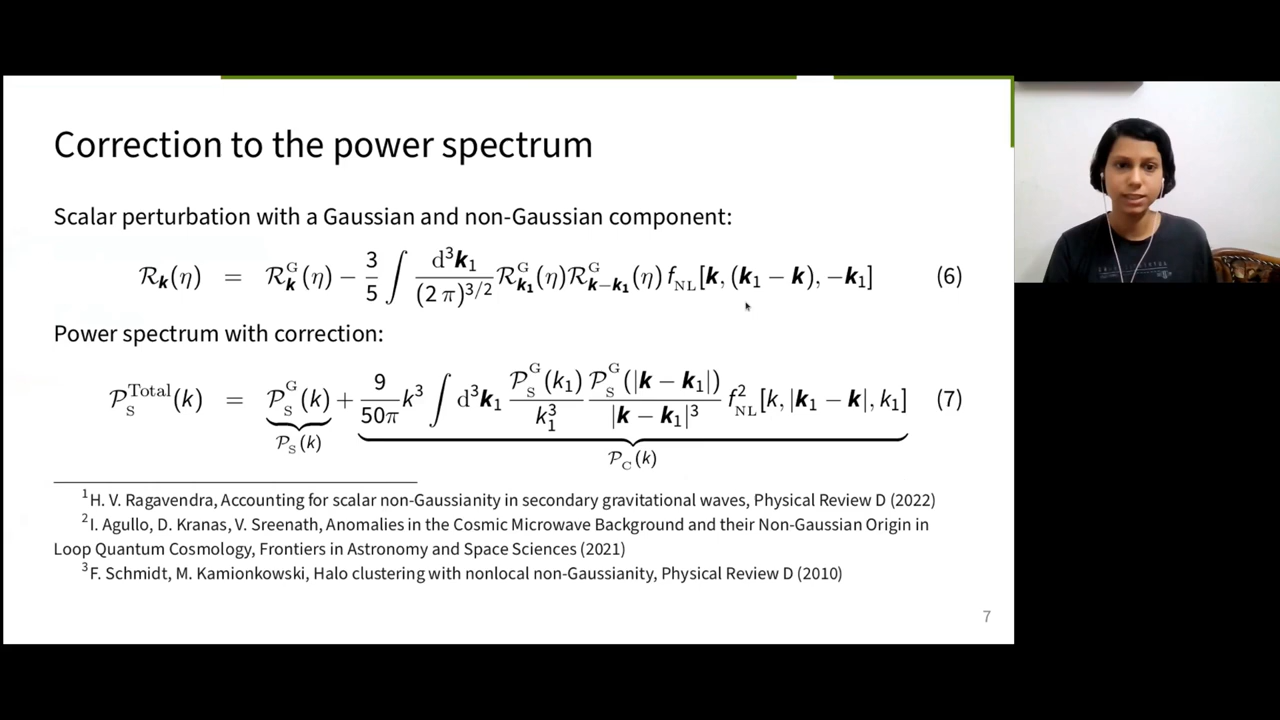 Correction to the power spectrum
Scalar perturbation with a Gaussian and non-Gaussian component:
ℛ_𝒌(η) = ℛ^G_𝒌(η) − 3/5 ∫ d³𝒌₁/(2 π)^{3/2} ℛ^G_{𝒌₁}(η) ℛ^G_{𝒌−𝒌₁}(η) f_NL[𝒌, (𝒌₁ − 𝒌), −𝒌₁] (6)
Power spectrum with correction:
𝒫_S^Total(k) = 𝒫_S^G(k) + 9/50π k³ ∫ d³𝒌₁ 𝒫_S^G(k₁)/k₁³ 𝒫_S^G(|𝒌 − 𝒌₁|)/|𝒌 − 𝒌₁|³ f²_NL[k, |𝒌₁ − 𝒌|, k₁] (7)
𝒫_S(k) 𝒫_C(k)
¹H. V. Ragavendra, Accounting for scalar non-Gaussianity in secondary gravitational waves, Physical Review D (2022)
²I. Agullo, D. Kranas, V. Sreenath, Anomalies in the Cosmic Microwave Background and their Non-Gaussian Origin in
Loop Quantum Cosmology, Frontiers in Astronomy and Space Sciences (2021)
³F. Schmidt, M. Kamionkowski, Halo clustering with nonlocal non-Gaussianity, Physical Review D (2010)
7